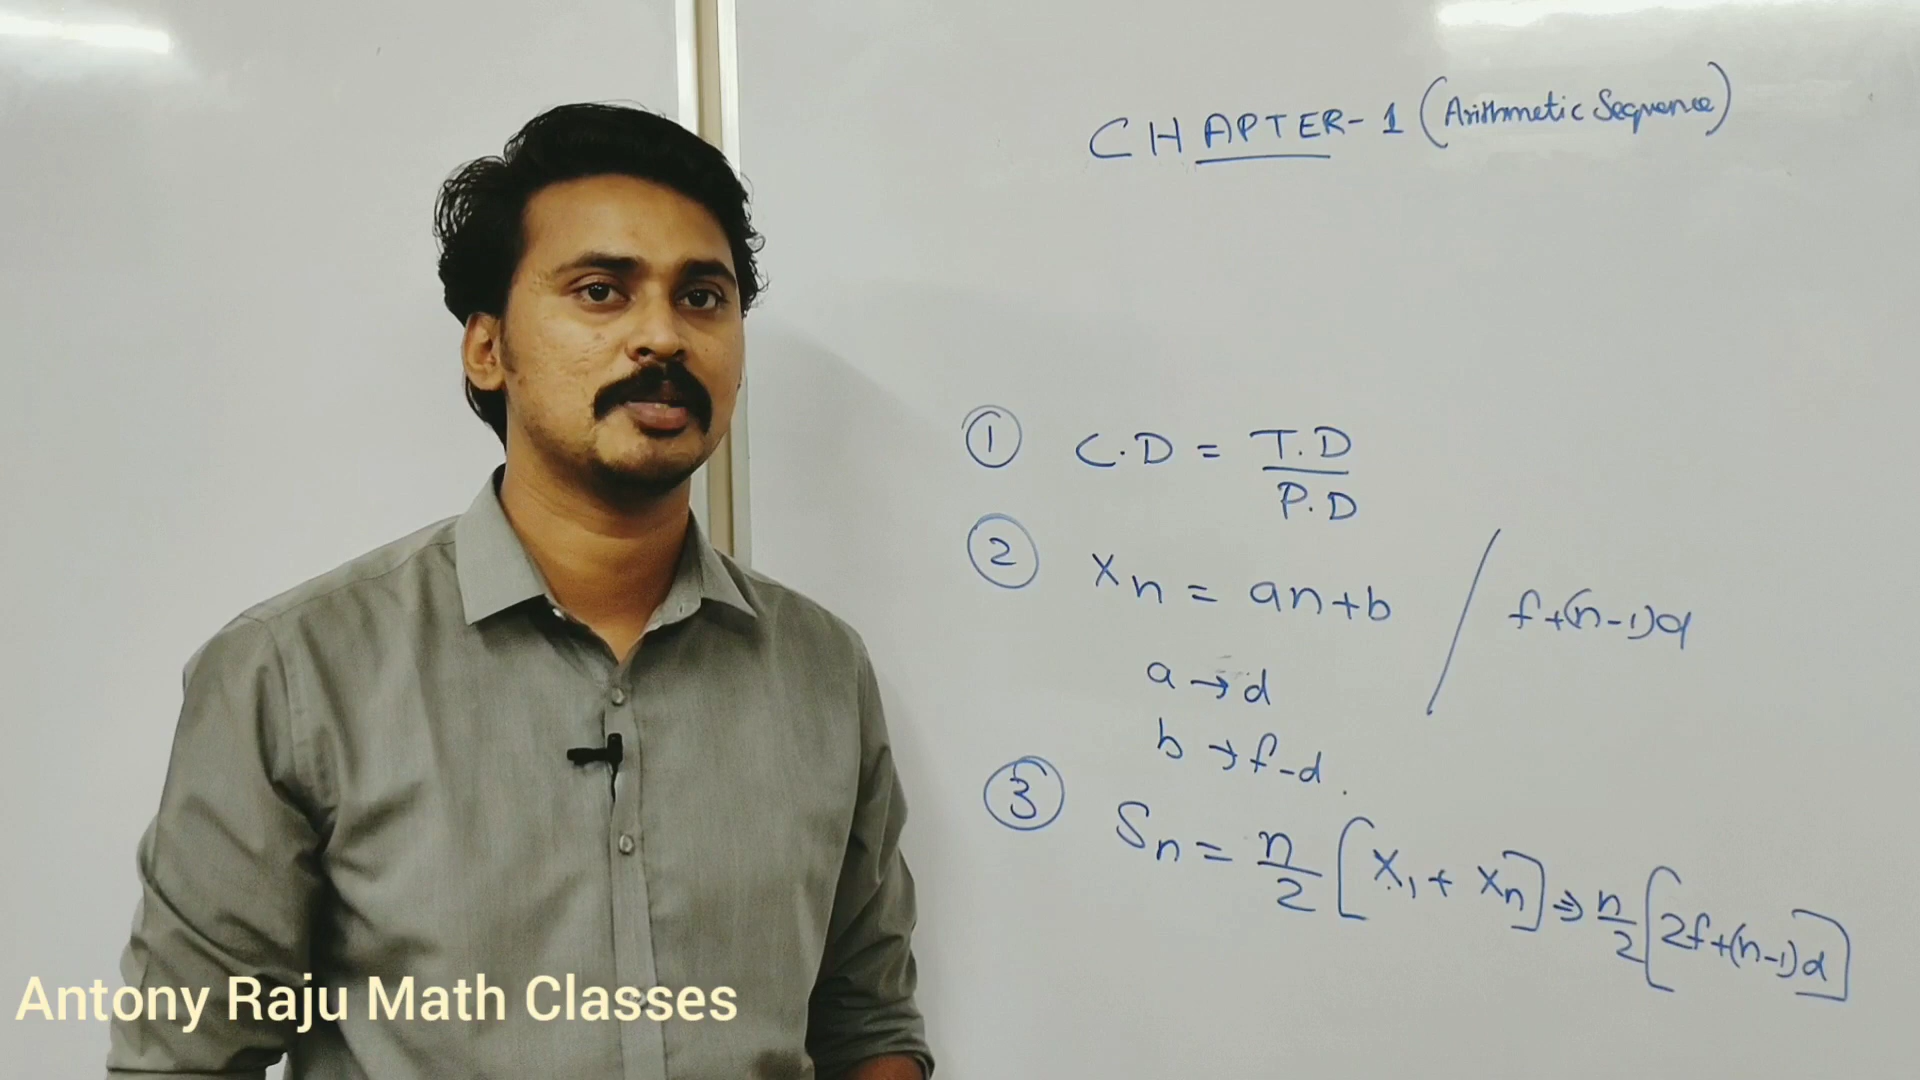 CHAPTER-1 (Arithmetic Sequence)
① C.D = T.D / P.D
② Xn = an+b / f+(n-1)d
a → d
b → f-d.
③ Sn = n/2 [X1 + Xn] ⇒ n/2 [2f+(n-1)d]
Antony Raju Math Classes